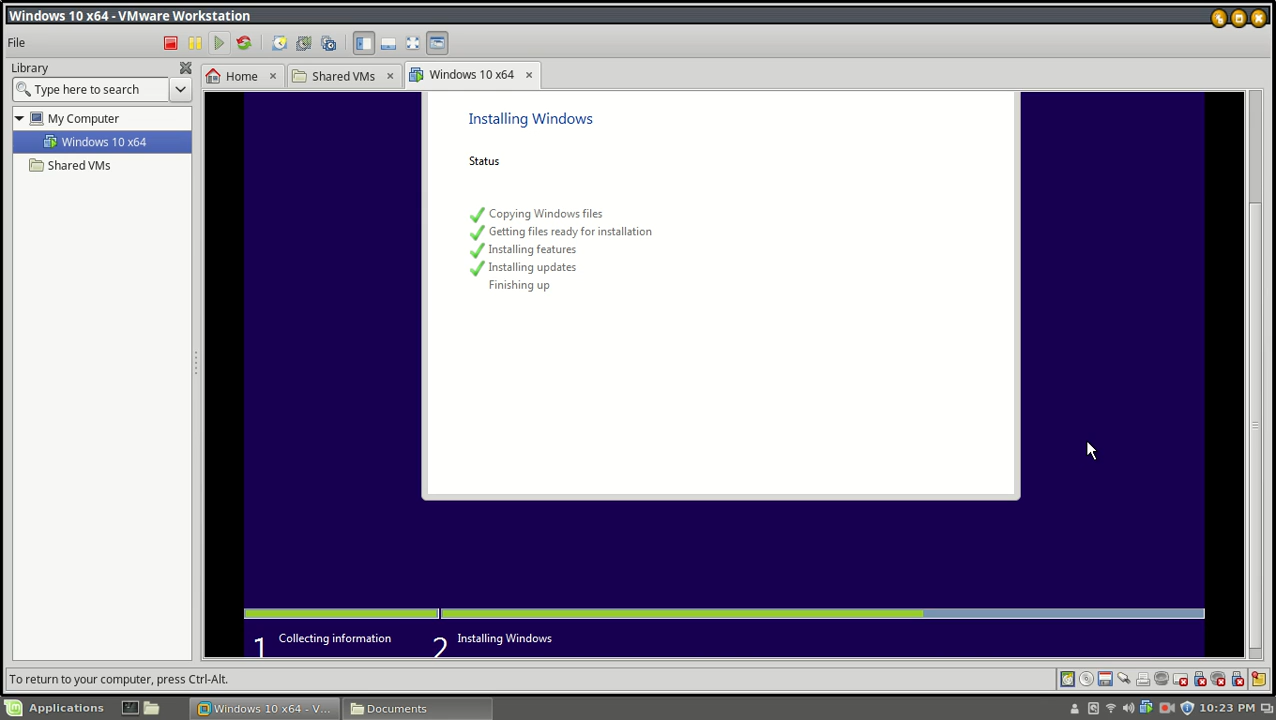 Windows 10 x64 - VMware Workstation
File
Library
Type here to search
My Computer
Windows 10 x64
Shared VMs
Home
Shared VMs
Windows 10 x64
Installing Windows
Status
Copying Windows files
Getting files ready for installation
Installing features
Installing updates
Finishing up
1 Collecting information
2 Installing Windows
To return to your computer, press Ctrl-Alt.
Applications
Windows 10 x64 - V...
Documents
10:23 PM